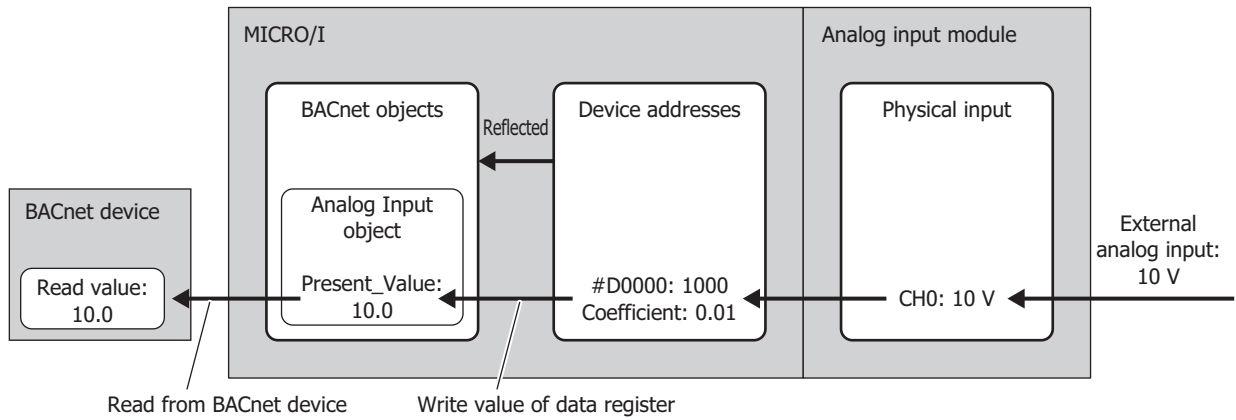 MICRO/I
Analog input module
BACnet objects
Device addresses
Physical input
Reflected
BACnet device
Analog Input
object
External
analog input:
10 V
Read value:
10.0
Present_Value:
10.0
#D0000: 1000
Coefficient: 0.01
CH0: 10 V
Read from BACnet device
Write value of data register